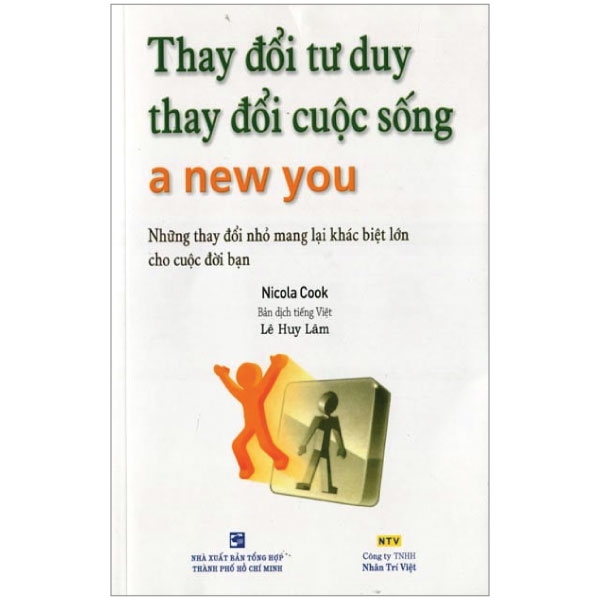 Thay đổi tư duy
thay đổi cuộc sống
a new you
Những thay đổi nhỏ mang lại khác biệt lớn
cho cuộc đời bạn
Nicola Cook
Bản dịch tiếng Việt
Lê Huy Lâm
NHÀ XUẤT BẢN TỔNG HỢP
THÀNH PHỐ HỒ CHÍ MINH
NTV
Công ty TNHH
Nhân Trí Việt